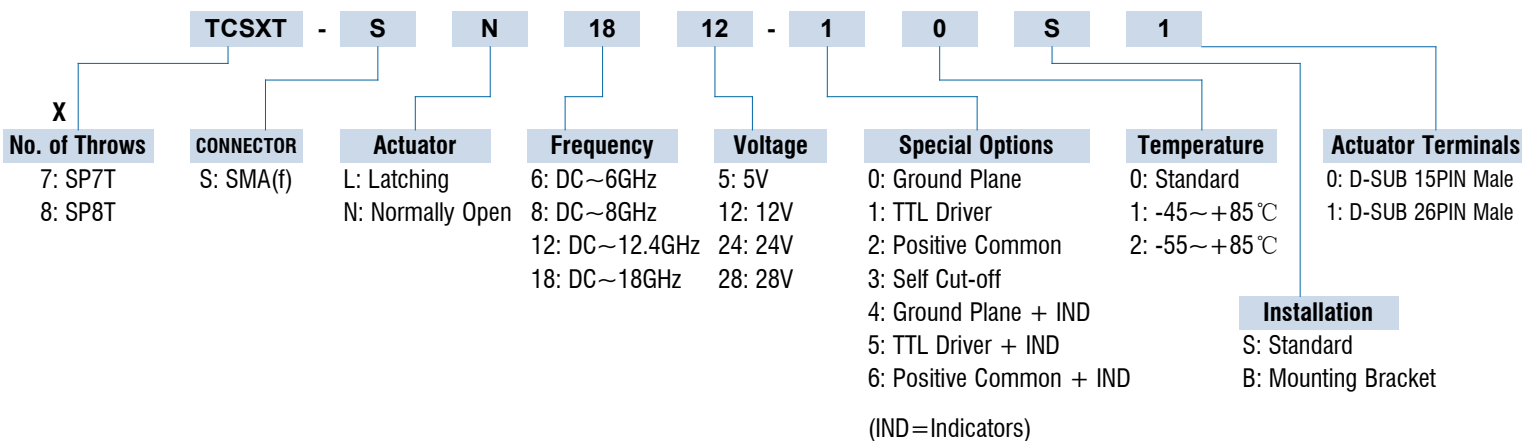 TCSXT - S N 18 12 - 1 0 S 1
X
No. of Throws
7: SP7T
8: SP8T
CONNECTOR
S: SMA(f)
Actuator
L: Latching
N: Normally Open
Frequency
6: DC~6GHz
8: DC~8GHz
12: DC~12.4GHz
18: DC~18GHz
Voltage
5: 5V
12: 12V
24: 24V
28: 28V
Special Options
0: Ground Plane
1: TTL Driver
2: Positive Common
3: Self Cut-off
4: Ground Plane + IND
5: TTL Driver + IND
6: Positive Common + IND
(IND=Indicators)
Temperature
0: Standard
1: -45~+85℃
2: -55~+85℃
Installation
S: Standard
B: Mounting Bracket
Actuator Terminals
0: D-SUB 15PIN Male
1: D-SUB 26PIN Male